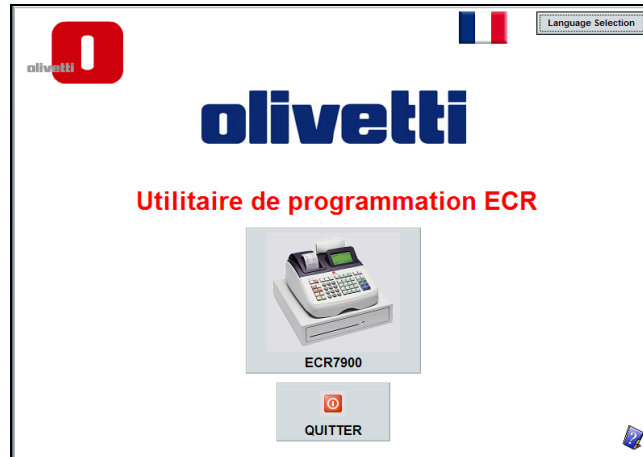 Language Selection
olivetti
olivetti
Utilitaire de programmation ECR
ECR7900
QUITTER